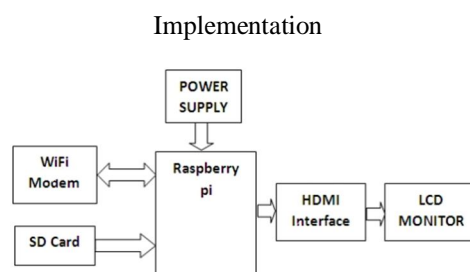 Implementation
POWER
SUPPLY
WiFi
Modem
Raspberry
pi
HDMI
Interface
LCD
MONITOR
SD Card